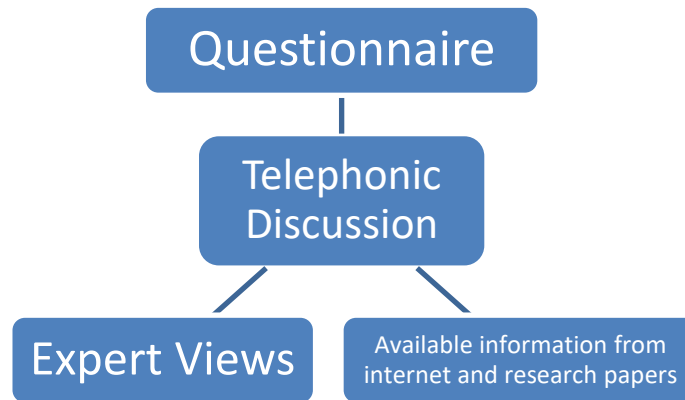 Questionnaire
Telephonic
Discussion
Expert Views
Available information from
internet and research papers